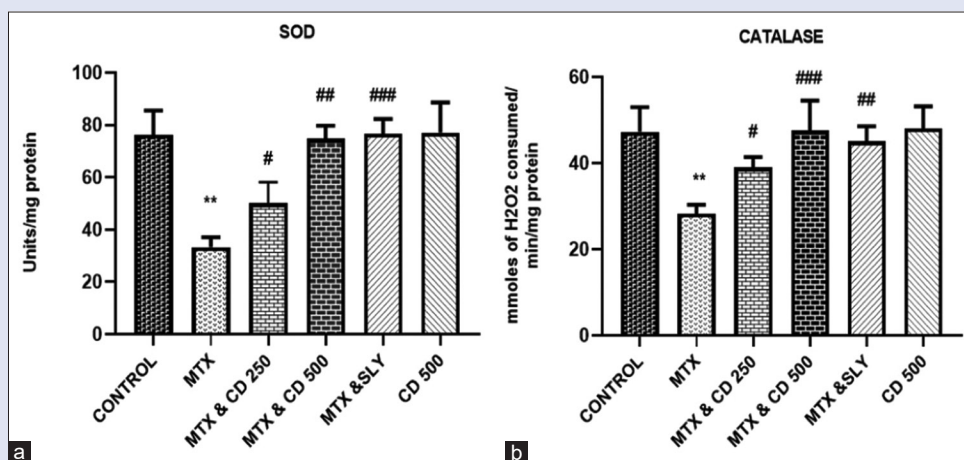 SOD
Units/mg protein
100
80
60
40
20
0
**
#
##
###
CONTROL
MTX
MTX & CD 250
MTX & CD 500
MTX &SLY
CD 500
a
CATALASE
mmoles of H2O2 consumed/
min/mg protein
60
40
20
0
**
#
###
##
CONTROL
MTX
MTX & CD 250
MTX & CD 500
MTX &SLY
CD 500
b